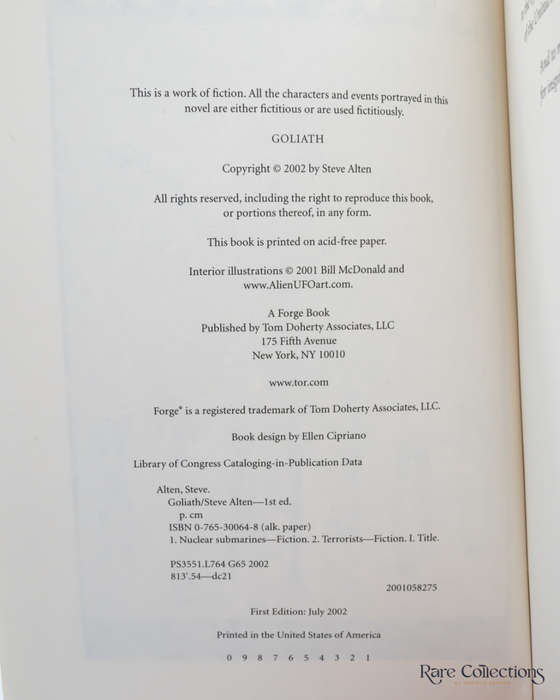 This is a work of fiction. All the characters and events portrayed in this
novel are either fictitious or are used fictitiously.
GOLIATH
Copyright © 2002 by Steve Alten
All rights reserved, including the right to reproduce this book,
or portions thereof, in any form.
This book is printed on acid-free paper.
Interior illustrations © 2001 Bill McDonald and
www.AlienUFOart.com.
A Forge Book
Published by Tom Doherty Associates, LLC
175 Fifth Avenue
New York, NY 10010
www.tor.com
Forge® is a registered trademark of Tom Doherty Associates, LLC.
Book design by Ellen Cipriano
Library of Congress Cataloging-in-Publication Data
Alten, Steve.
Goliath/Steve Alten—1st ed.
p. cm
ISBN 0-765-30064-8 (alk. paper)
1. Nuclear submarines—Fiction. 2. Terrorists—Fiction. I. Title.
PS3551.L764 G65 2002
813'.54—dc21
2001058275
First Edition: July 2002
Printed in the United States of America
0 9 8 7 6 5 4 3 2 1
Rare Collections